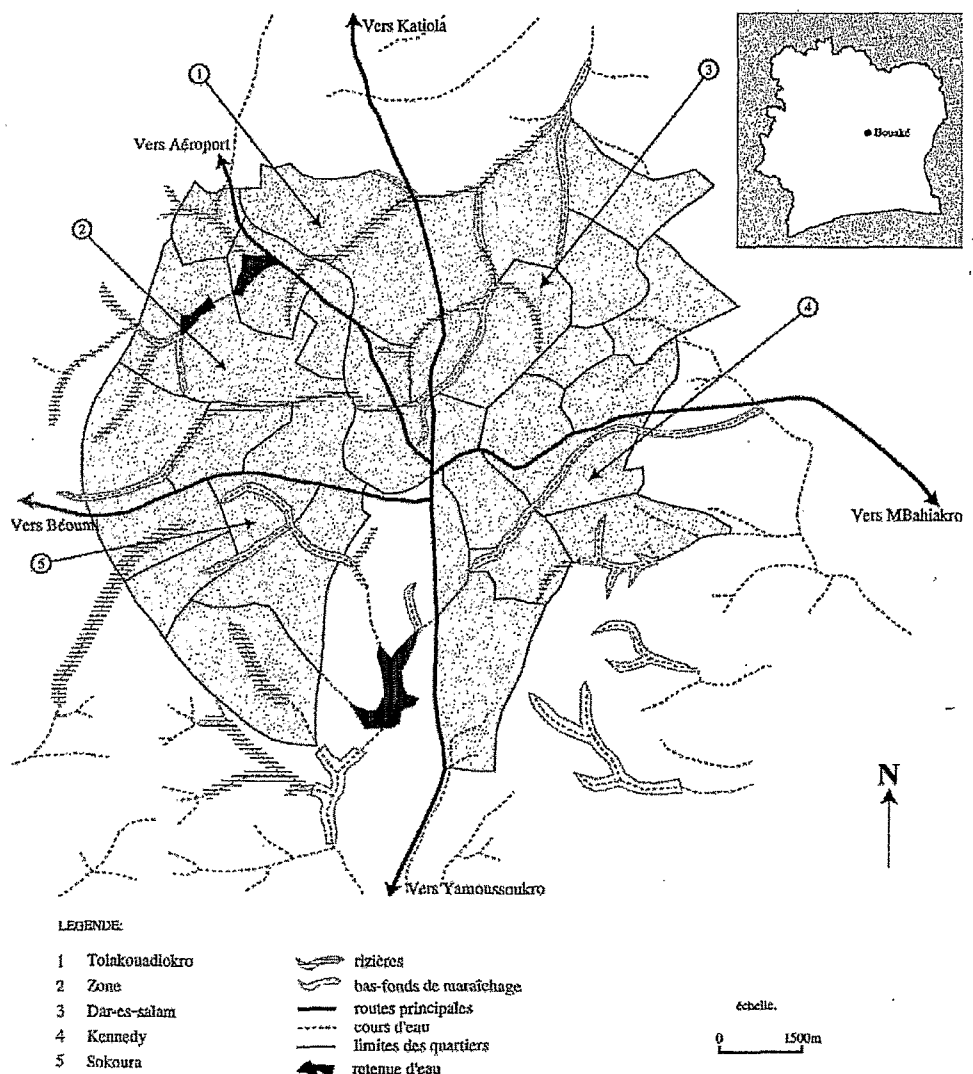 Vers Katiolá
1
3
Bouaké
Vers Aéroport
2
4
Vers Béoumi
Vers MBahiakro
5
N
Vers Yamoussoukro
LEGENDE:
1 Tolakouadiokro
2 Zone
3 Dar-es-salam
4 Kennedy
5 Sokoura
rizières
bas-fonds de maraîchage
routes principales
cours d'eau
limites des quartiers
retenue d'eau
échelle.
0 1500m